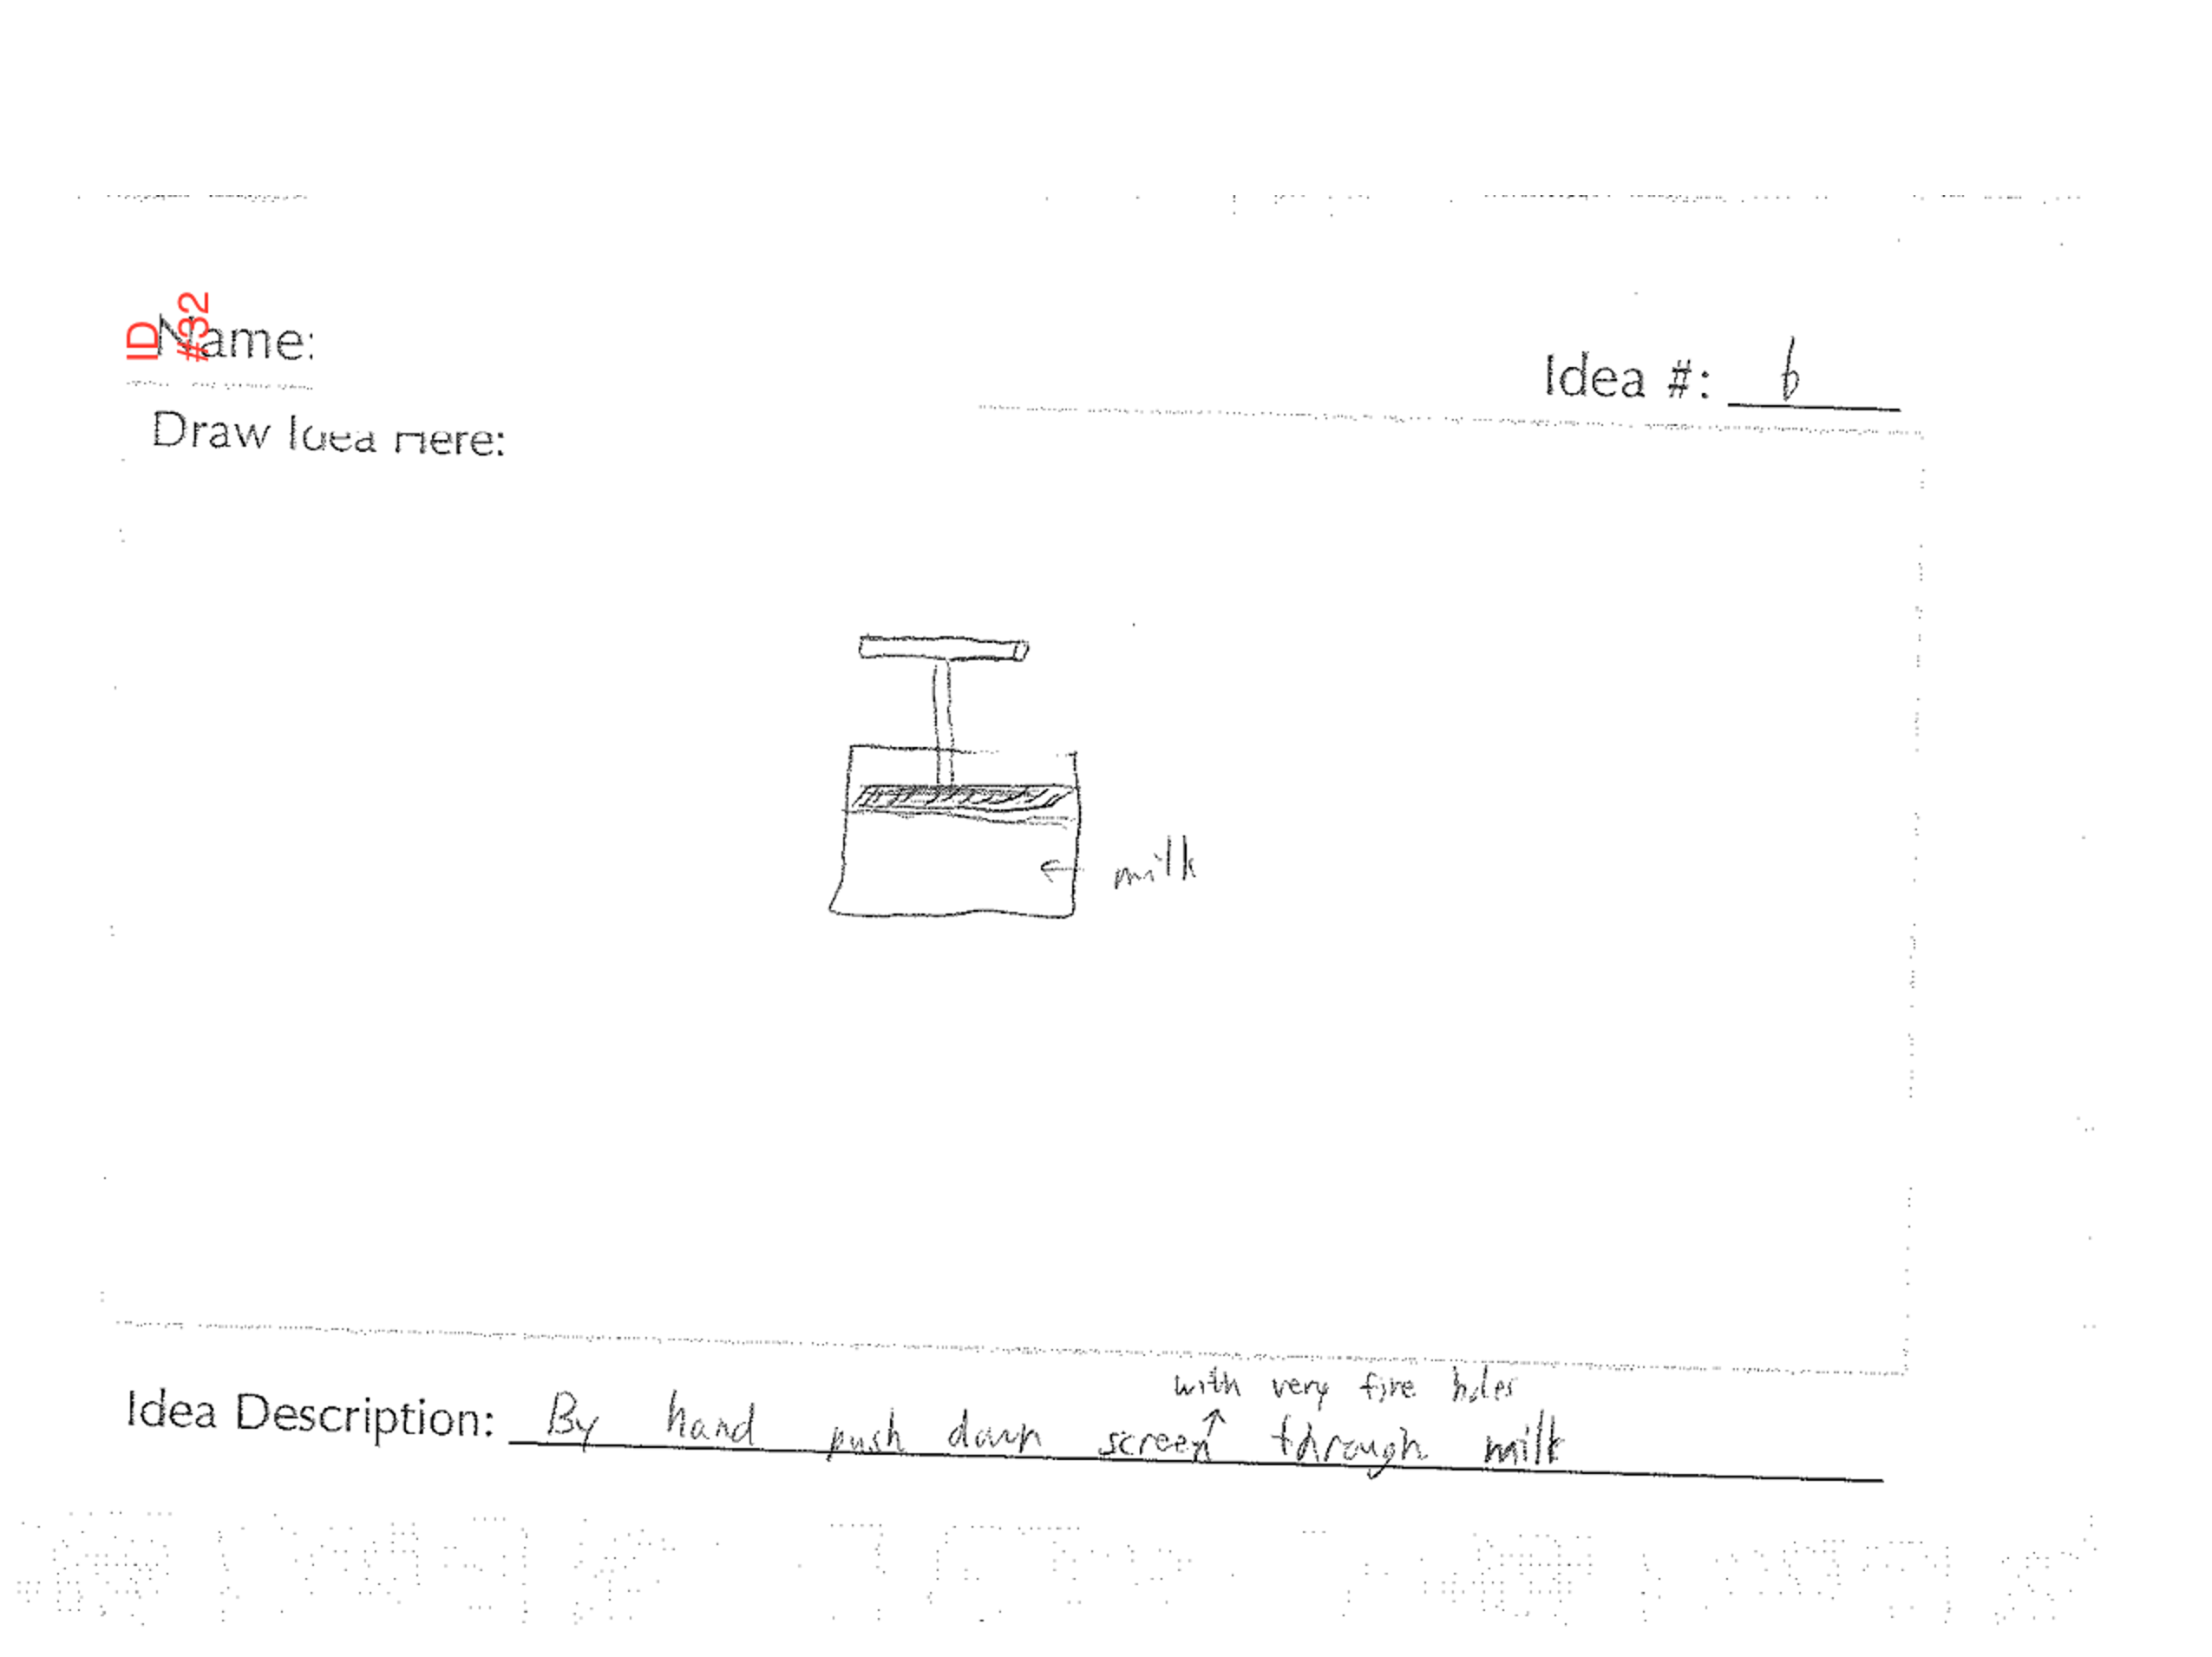 ID
#32
Name:
Idea #: 6
Draw Idea Here:
milk
with very fine holes
Idea Description: By hand push down screen through milk